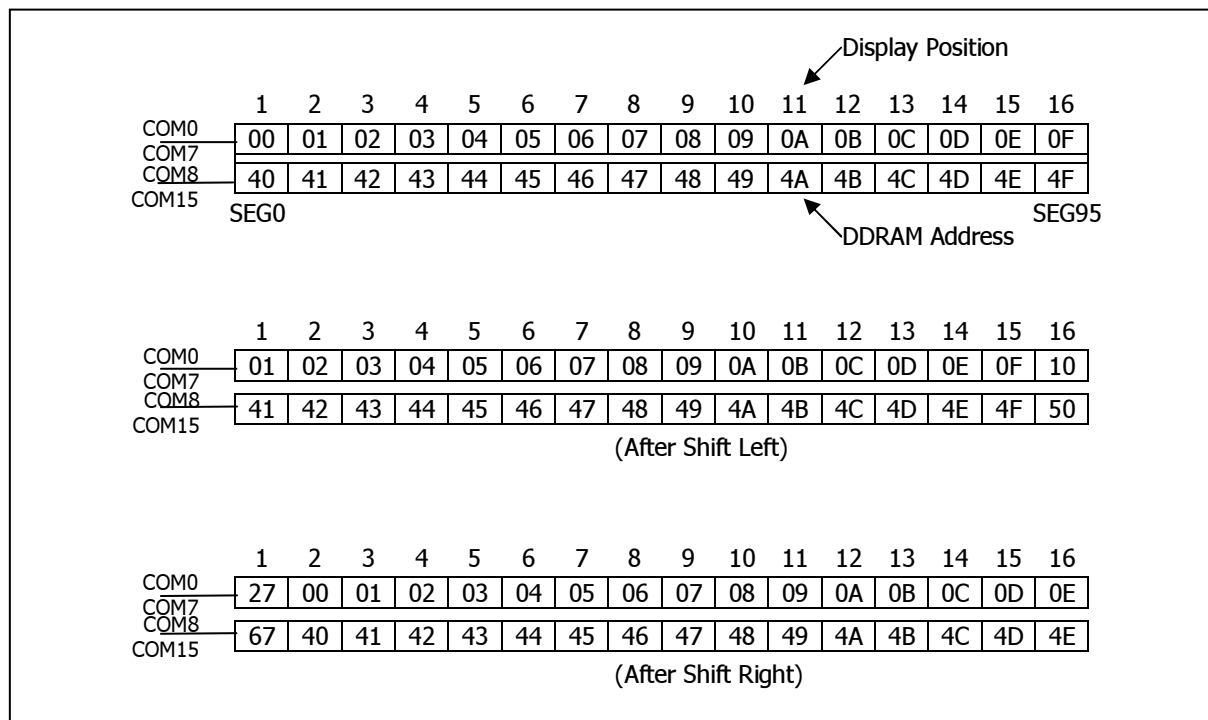 Display Position
1 2 3 4 5 6 7 8 9 10 11 12 13 14 15 16
COM0
COM7
00 01 02 03 04 05 06 07 08 09 0A 0B 0C 0D 0E 0F
COM8
COM15
40 41 42 43 44 45 46 47 48 49 4A 4B 4C 4D 4E 4F
SEG0 SEG95
DDRAM Address
1 2 3 4 5 6 7 8 9 10 11 12 13 14 15 16
COM0
COM7
01 02 03 04 05 06 07 08 09 0A 0B 0C 0D 0E 0F 10
COM8
COM15
41 42 43 44 45 46 47 48 49 4A 4B 4C 4D 4E 4F 50
(After Shift Left)
1 2 3 4 5 6 7 8 9 10 11 12 13 14 15 16
COM0
COM7
27 00 01 02 03 04 05 06 07 08 09 0A 0B 0C 0D 0E
COM8
COM15
67 40 41 42 43 44 45 46 47 48 49 4A 4B 4C 4D 4E
(After Shift Right)